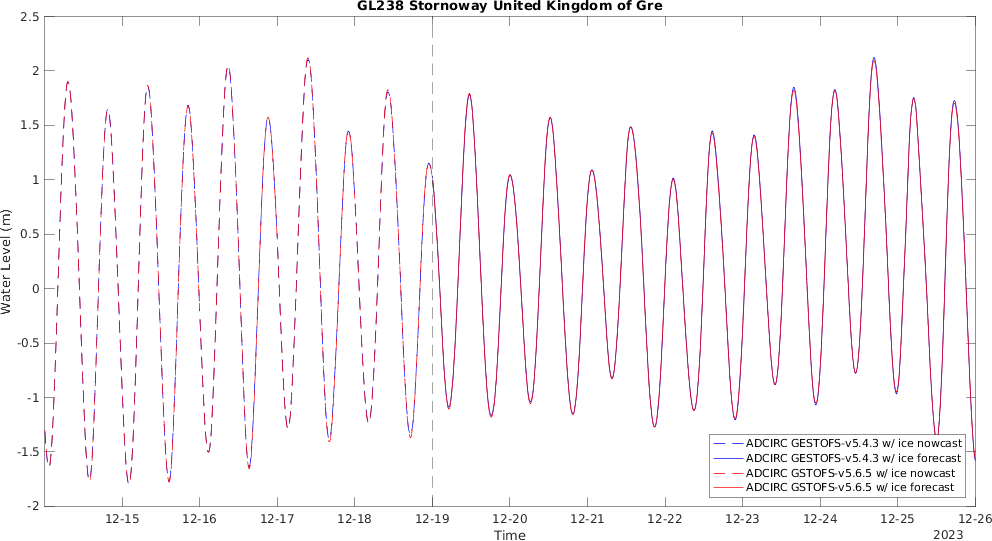 GL238 Stornoway United Kingdom of Gre
2.5
2
1.5
1
0.5
0
-0.5
-1
-1.5
-2
Water Level (m)
ADCIRC GESTOFS-v5.4.3 w/ ice nowcast
ADCIRC GESTOFS-v5.4.3 w/ ice forecast
ADCIRC GSTOFS-v5.6.5 w/ ice nowcast
ADCIRC GSTOFS-v5.6.5 w/ ice forecast
12-15 12-16 12-17 12-18 12-19 12-20 12-21 12-22 12-23 12-24 12-25 12-26
Time
2023